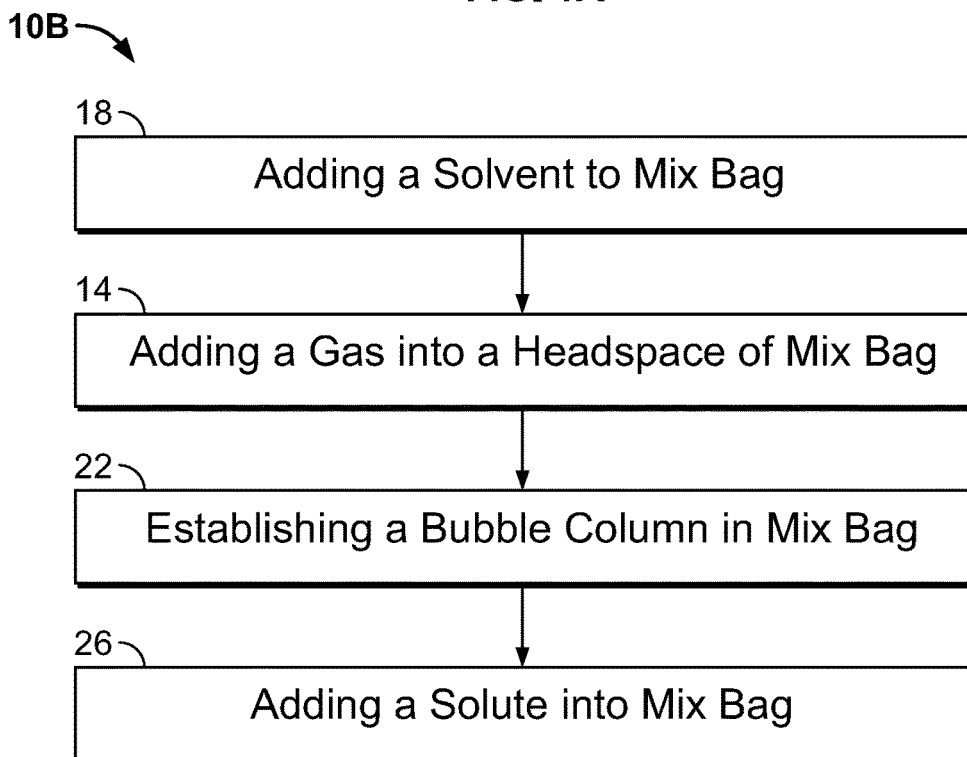 10B
18
Adding a Solvent to Mix Bag
14
Adding a Gas into a Headspace of Mix Bag
22
Establishing a Bubble Column in Mix Bag
26
Adding a Solute into Mix Bag